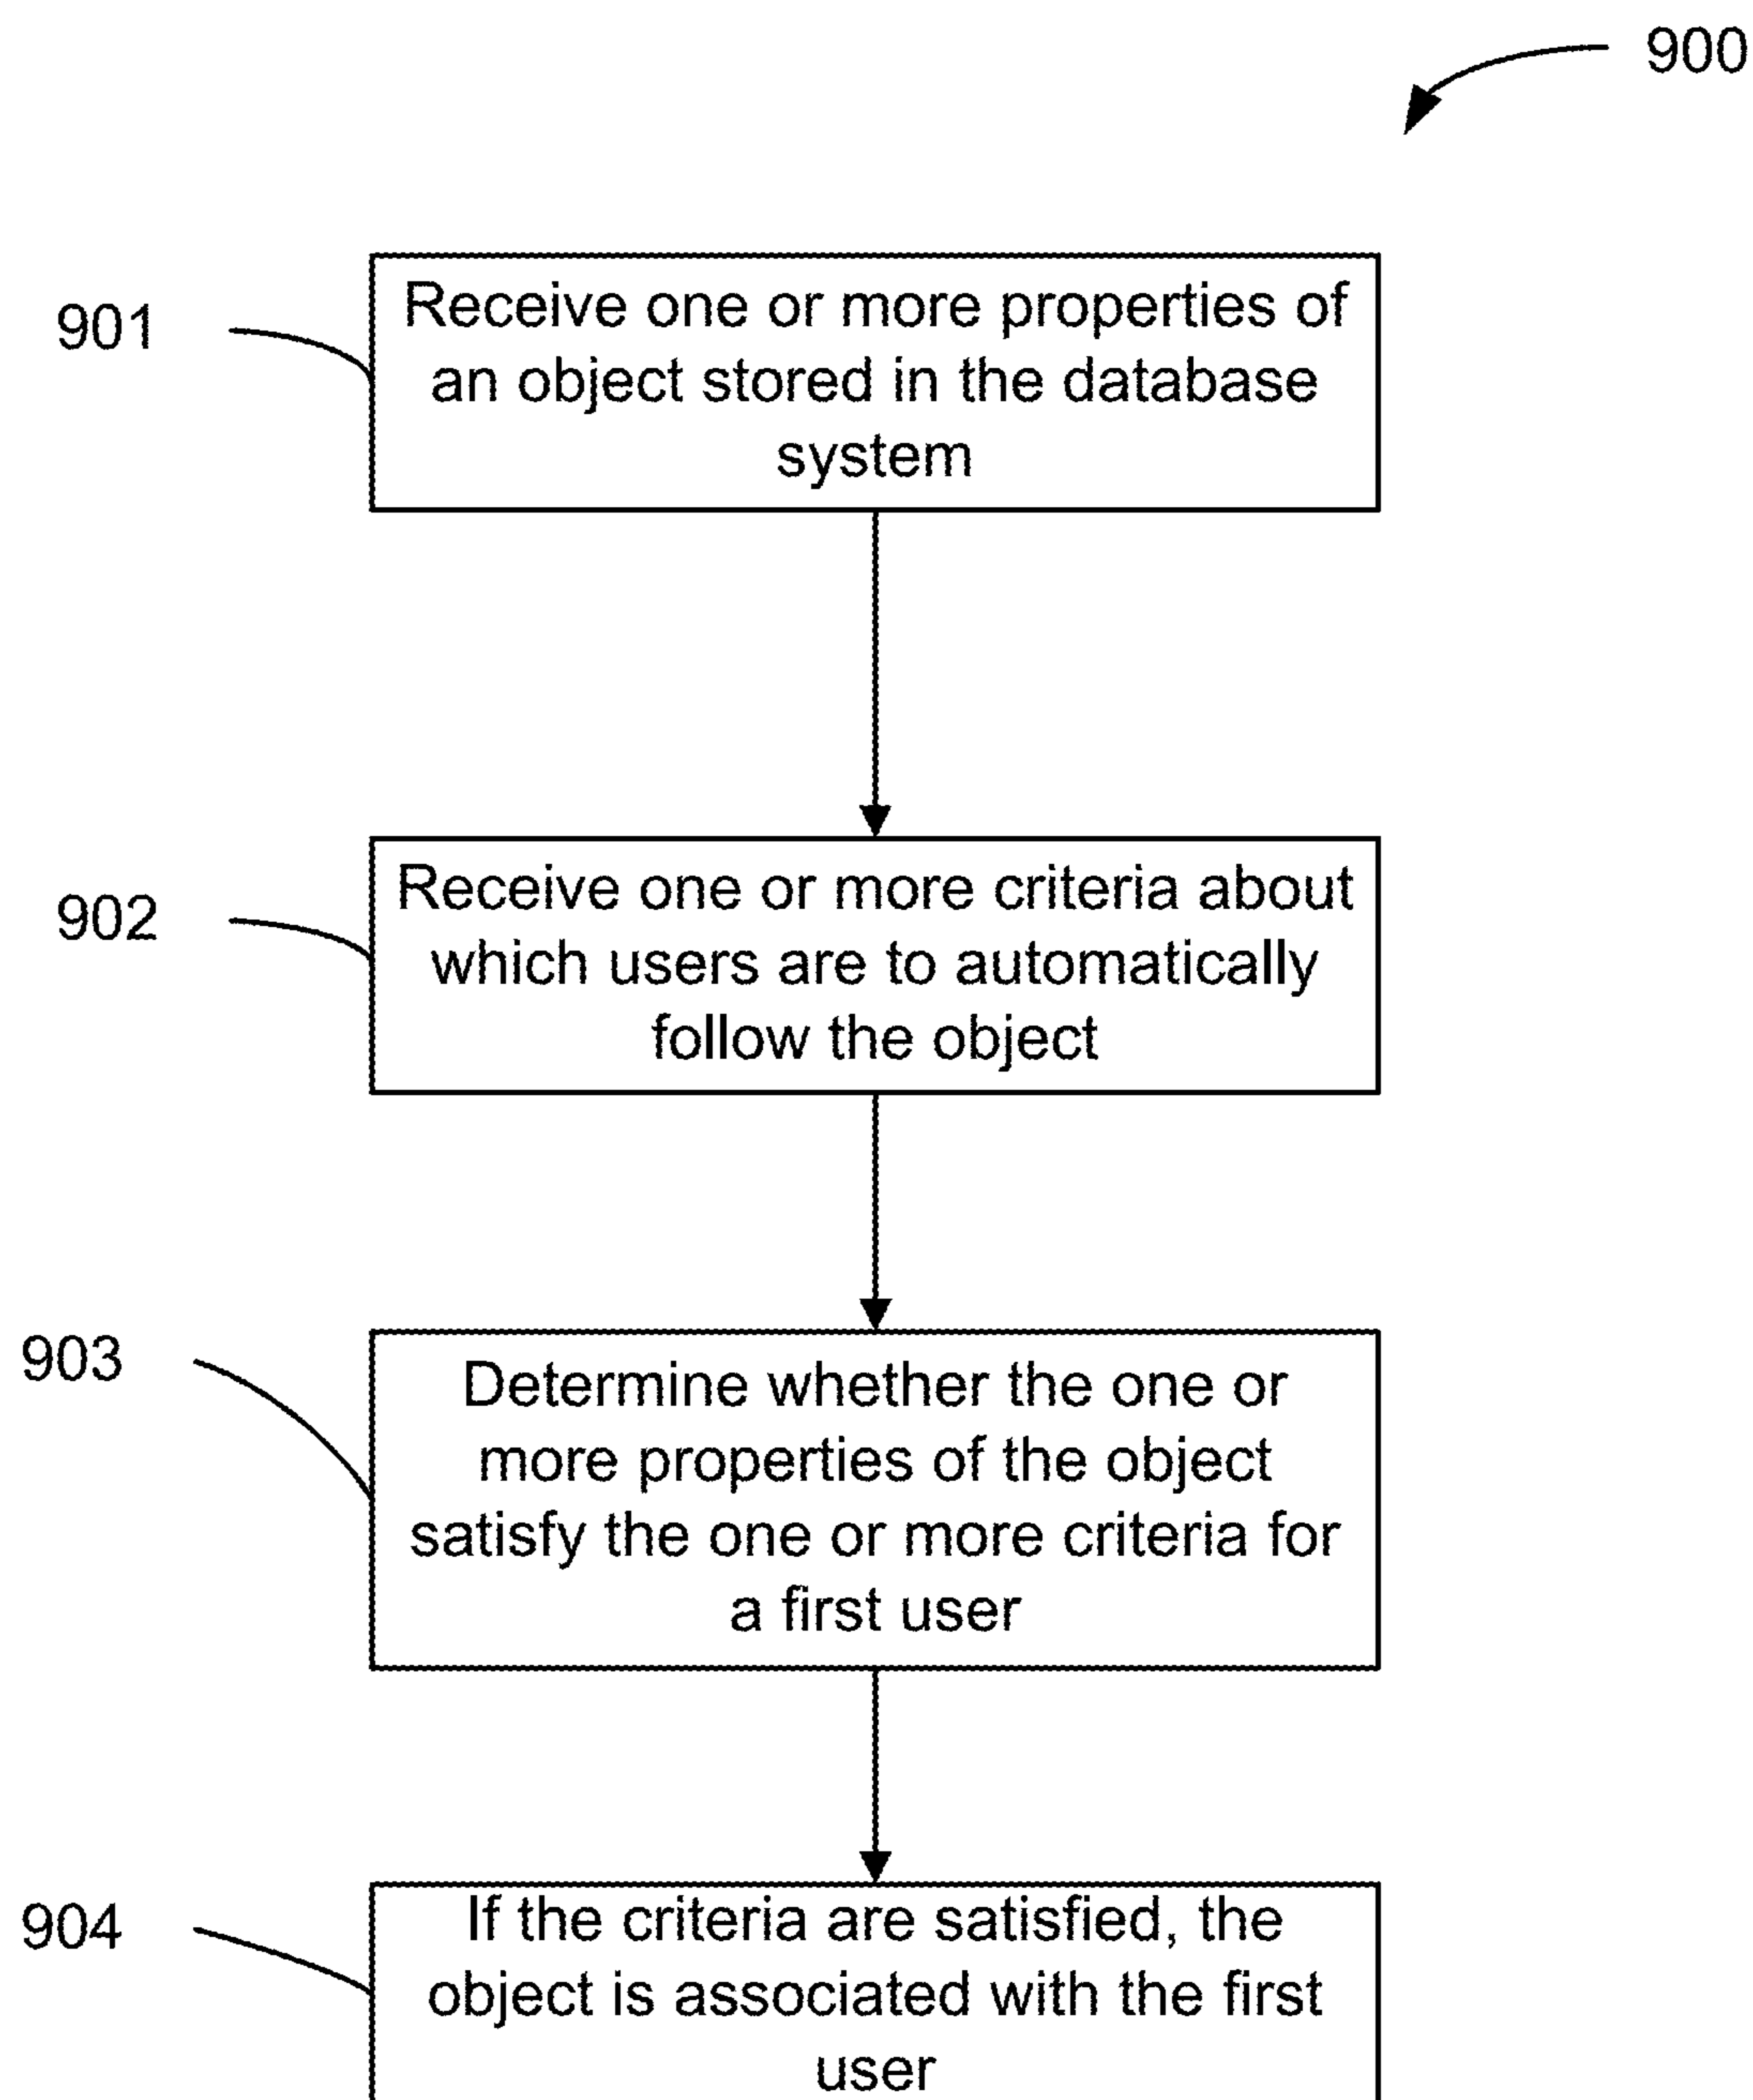 900
901
Receive one or more properties of
an object stored in the database
system
902
Receive one or more criteria about
which users are to automatically
follow the object
903
Determine whether the one or
more properties of the object
satisfy the one or more criteria for
a first user
904
If the criteria are satisfied, the
object is associated with the first
user